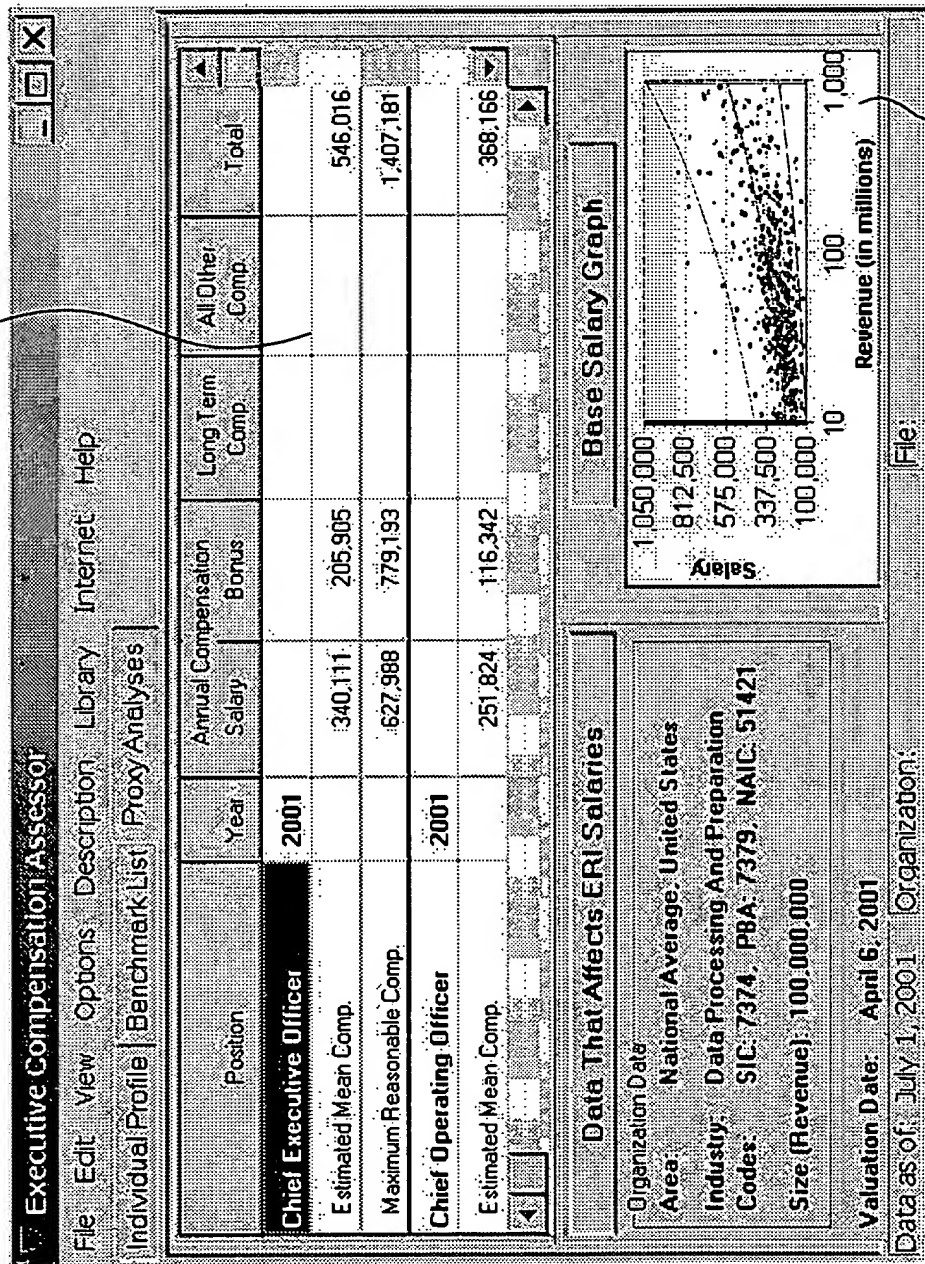 Executive Compensation Assessor
File Edit View Options Description Library Internet Help
Individual Profile Benchmark List Proxy Analyses
Position Year Annual Compensation Salary Bonus Long Term Comp. All Other Comp. Total
Chief Executive Officer 2001
Estimated Mean Comp. 340,111 205,905 546,016
Maximum Reasonable Comp. 627,988 779,193 1,407,181
Chief Operating Officer 2001
Estimated Mean Comp. 251,824 116,342 368,166
Data That Affects ERI Salaries
Organization Data
Area: National Average: United States
Industry: Data Processing And Preparation
Codes: SIC: 7374, PBA: 7379, NAIC: 51421
Size (Revenue): 100,000,000
Valuation Date: April 6, 2001
Base Salary Graph
Salary
1,050,000
812,500
575,000
337,500
100,000
10 100 1,000
Revenue (in millions)
Data as of: July 1, 2001 Organization: File: